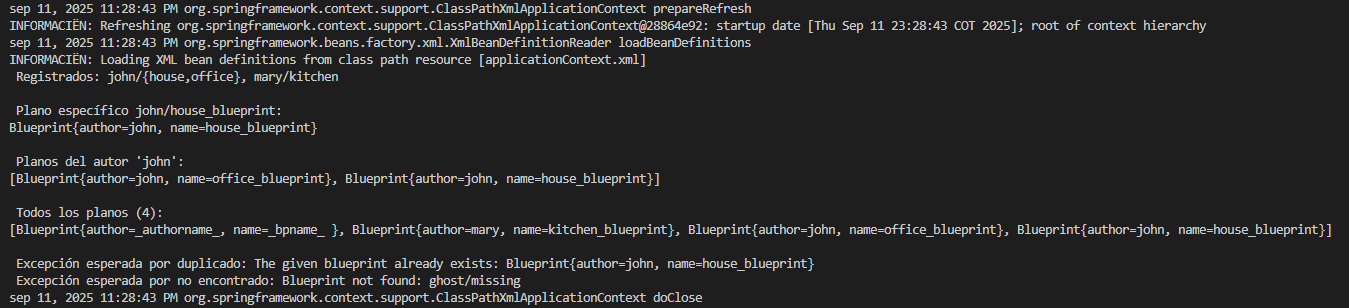 sep 11, 2025 11:28:43 PM org.springframework.context.support.ClassPathXmlApplicationContext prepareRefresh
INFORMACIËN: Refreshing org.springframework.context.support.ClassPathXmlApplicationContext@28864e92: startup date [Thu Sep 11 23:28:43 COT 2025]; root of context hierarchy
sep 11, 2025 11:28:43 PM org.springframework.beans.factory.xml.XmlBeanDefinitionReader loadBeanDefinitions
INFORMACIËN: Loading XML bean definitions from class path resource [applicationContext.xml]
Registrados: john/{house,office}, mary/kitchen
Plano específico john/house_blueprint:
Blueprint{author=john, name=house_blueprint}
Planos del autor 'john':
[Blueprint{author=john, name=office_blueprint}, Blueprint{author=john, name=house_blueprint}]
Todos los planos (4):
[Blueprint{author=_authorname_, name=_bpname_ }, Blueprint{author=mary, name=kitchen_blueprint}, Blueprint{author=john, name=office_blueprint}, Blueprint{author=john, name=house_blueprint}]
Excepción esperada por duplicado: The given blueprint already exists: Blueprint{author=john, name=house_blueprint}
Excepción esperada por no encontrado: Blueprint not found: ghost/missing
sep 11, 2025 11:28:43 PM org.springframework.context.support.ClassPathXmlApplicationContext doClose